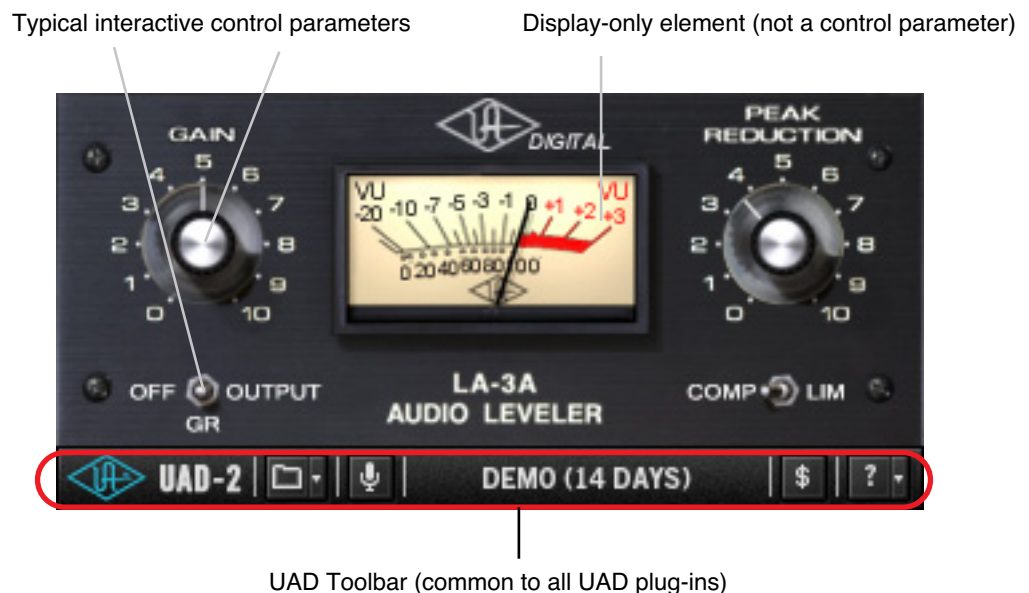 Typical interactive control parameters
Display-only element (not a control parameter)
GAIN
0 1 2 3 4 5 6 7 8 9 10
DIGITAL
VU VU
-20 -10 -7 -5 -3 -1 0 +1 +2 +3
0 20 40 60 80 100
PEAK
REDUCTION
0 1 2 3 4 5 6 7 8 9 10
OFF OUTPUT
GR
LA-3A
AUDIO LEVELER
COMP LIM
UAD-2 DEMO (14 DAYS) $ ?
UAD Toolbar (common to all UAD plug-ins)